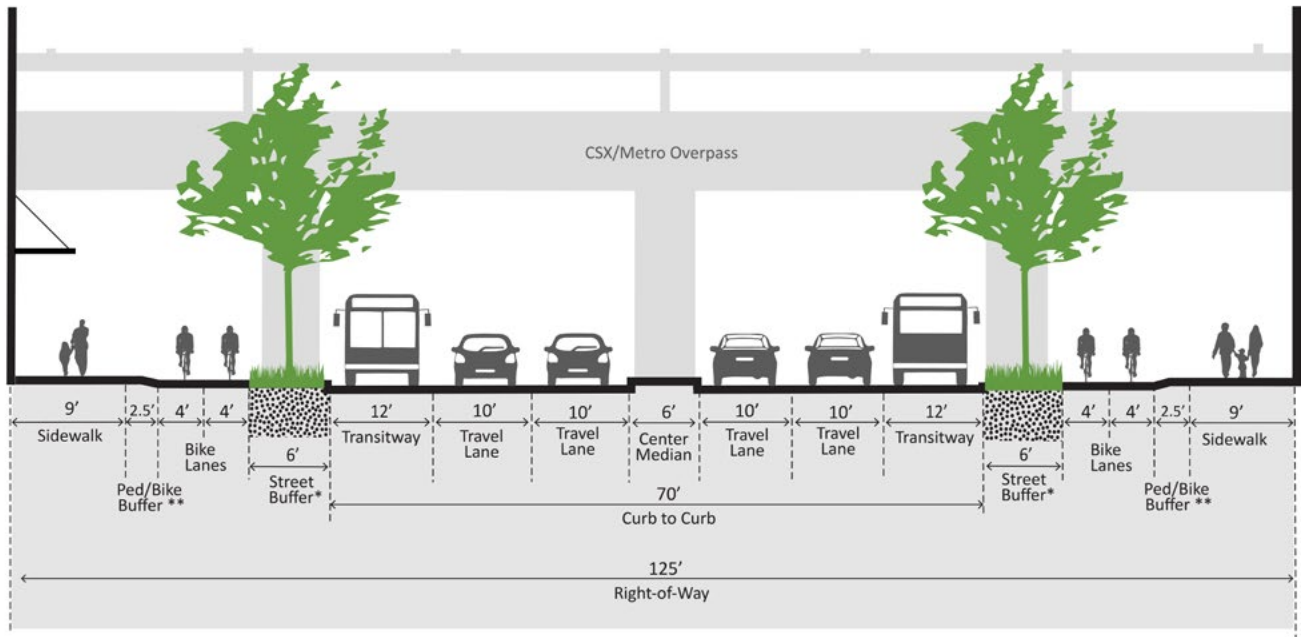 CSX/Metro Overpass
9’ 2.5’ 4’ 4’ 12’ 10’ 10’ 6’ 10’ 10’ 12’ 4’ 4’ 2.5’ 9’
Sidewalk
Bike
Lanes
Ped/Bike
Buffer **
6’
Street
Buffer*
Transitway
Travel
Lane
Travel
Lane
Center
Median
Travel
Lane
Travel
Lane
Transitway
6’
Street
Buffer*
Bike
Lanes
Ped/Bike
Buffer **
Sidewalk
70’
Curb to Curb
125’
Right-of-Way